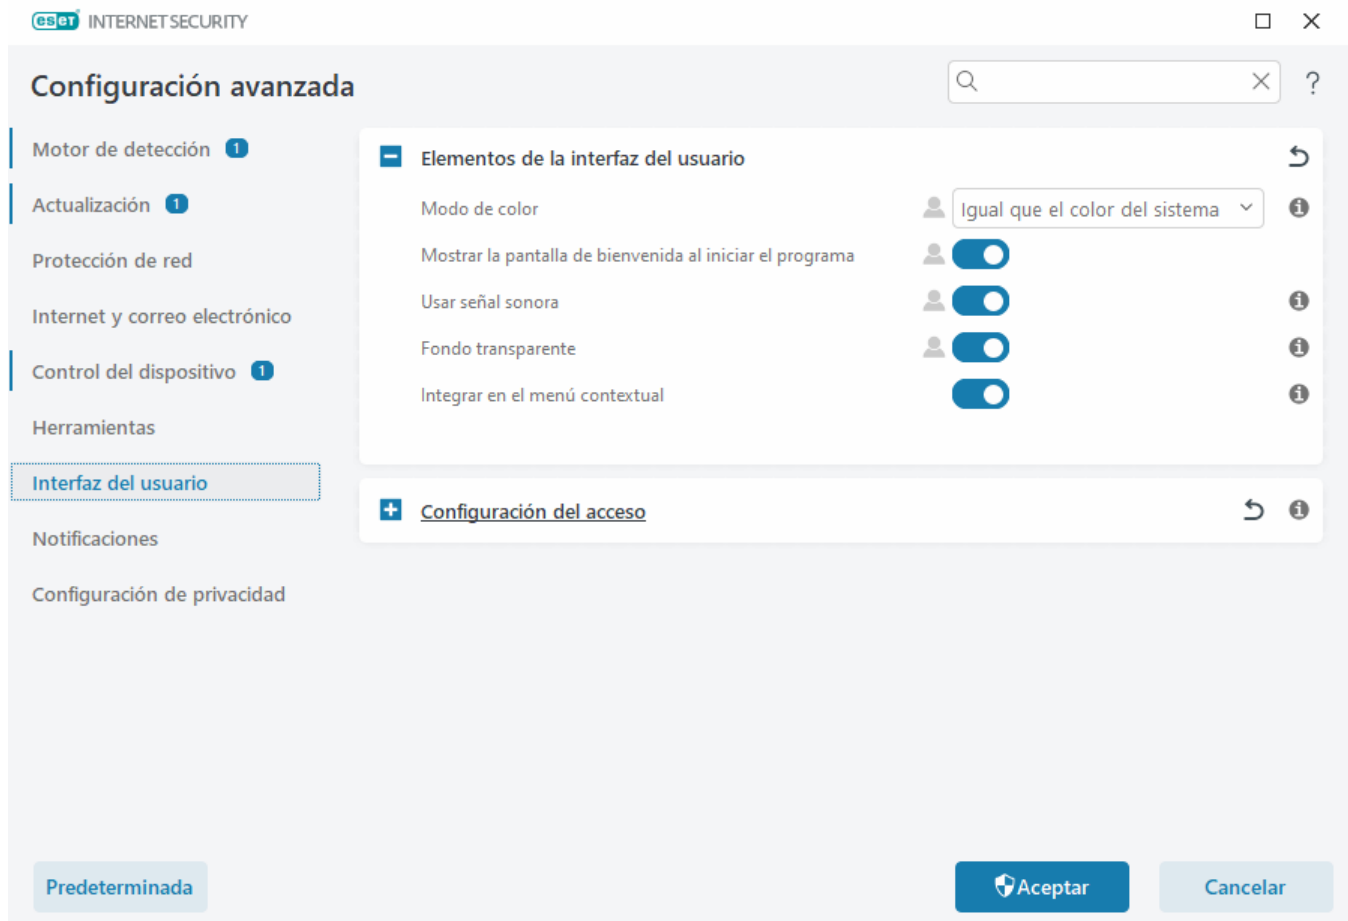 eset INTERNET SECURITY
Configuración avanzada
?
Motor de detección 1
Actualización 1
Protección de red
Internet y correo electrónico
Control del dispositivo 1
Herramientas
Interfaz del usuario
Notificaciones
Configuración de privacidad
Elementos de la interfaz del usuario
Modo de color Igual que el color del sistema
Mostrar la pantalla de bienvenida al iniciar el programa
Usar señal sonora
Fondo transparente
Integrar en el menú contextual
Configuración del acceso
Predeterminada
Aceptar
Cancelar